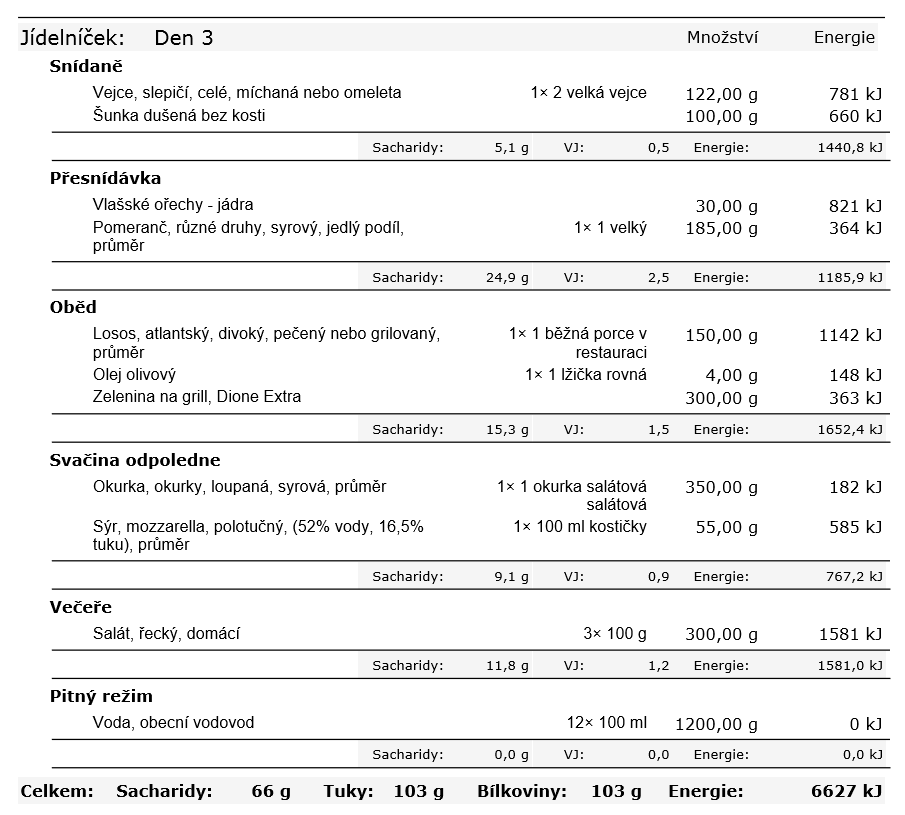 Jídelníček: Den 3 Množství Energie
Snídaně
Vejce, slepičí, celé, míchaná nebo omeleta 1× 2 velká vejce 122,00 g 781 kJ
Šunka dušená bez kosti 100,00 g 660 kJ
Sacharidy: 5,1 g VJ: 0,5 Energie: 1440,8 kJ
Přesnídávka
Vlašské ořechy - jádra 30,00 g 821 kJ
Pomeranč, různé druhy, syrový, jedlý podíl, 1× 1 velký 185,00 g 364 kJ
průměr
Sacharidy: 24,9 g VJ: 2,5 Energie: 1185,9 kJ
Oběd
Losos, atlantský, divoký, pečený nebo grilovaný, 1× 1 běžná porce v 150,00 g 1142 kJ
průměr restauraci
Olej olivový 1× 1 lžička rovná 4,00 g 148 kJ
Zelenina na grill, Dione Extra 300,00 g 363 kJ
Sacharidy: 15,3 g VJ: 1,5 Energie: 1652,4 kJ
Svačina odpoledne
Okurka, okurky, loupaná, syrová, průměr 1× 1 okurka salátová 350,00 g 182 kJ
salátová
Sýr, mozzarella, polotučný, (52% vody, 16,5% 1× 100 ml kostičky 55,00 g 585 kJ
tuku), průměr
Sacharidy: 9,1 g VJ: 0,9 Energie: 767,2 kJ
Večeře
Salát, řecký, domácí 3× 100 g 300,00 g 1581 kJ
Sacharidy: 11,8 g VJ: 1,2 Energie: 1581,0 kJ
Pitný režim
Voda, obecní vodovod 12× 100 ml 1200,00 g 0 kJ
Sacharidy: 0,0 g VJ: 0,0 Energie: 0,0 kJ
Celkem: Sacharidy: 66 g Tuky: 103 g Bílkoviny: 103 g Energie: 6627 kJ